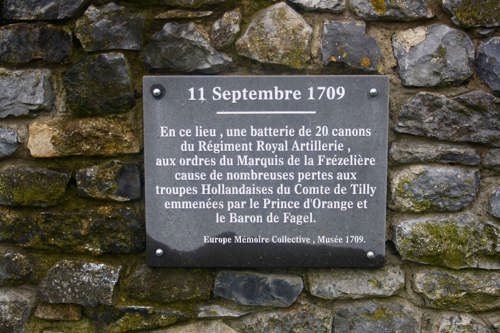 11 Septembre 1709
En ce lieu , une batterie de 20 canons
du Régiment Royal Artillerie ,
aux ordres du Marquis de la Frézelière
cause de nombreuses pertes aux
troupes Hollandaises du Comte de Tilly
emmenées par le Prince d'Orange et
le Baron de Fagel.
Europe Mémoire Collective , Musée 1709.